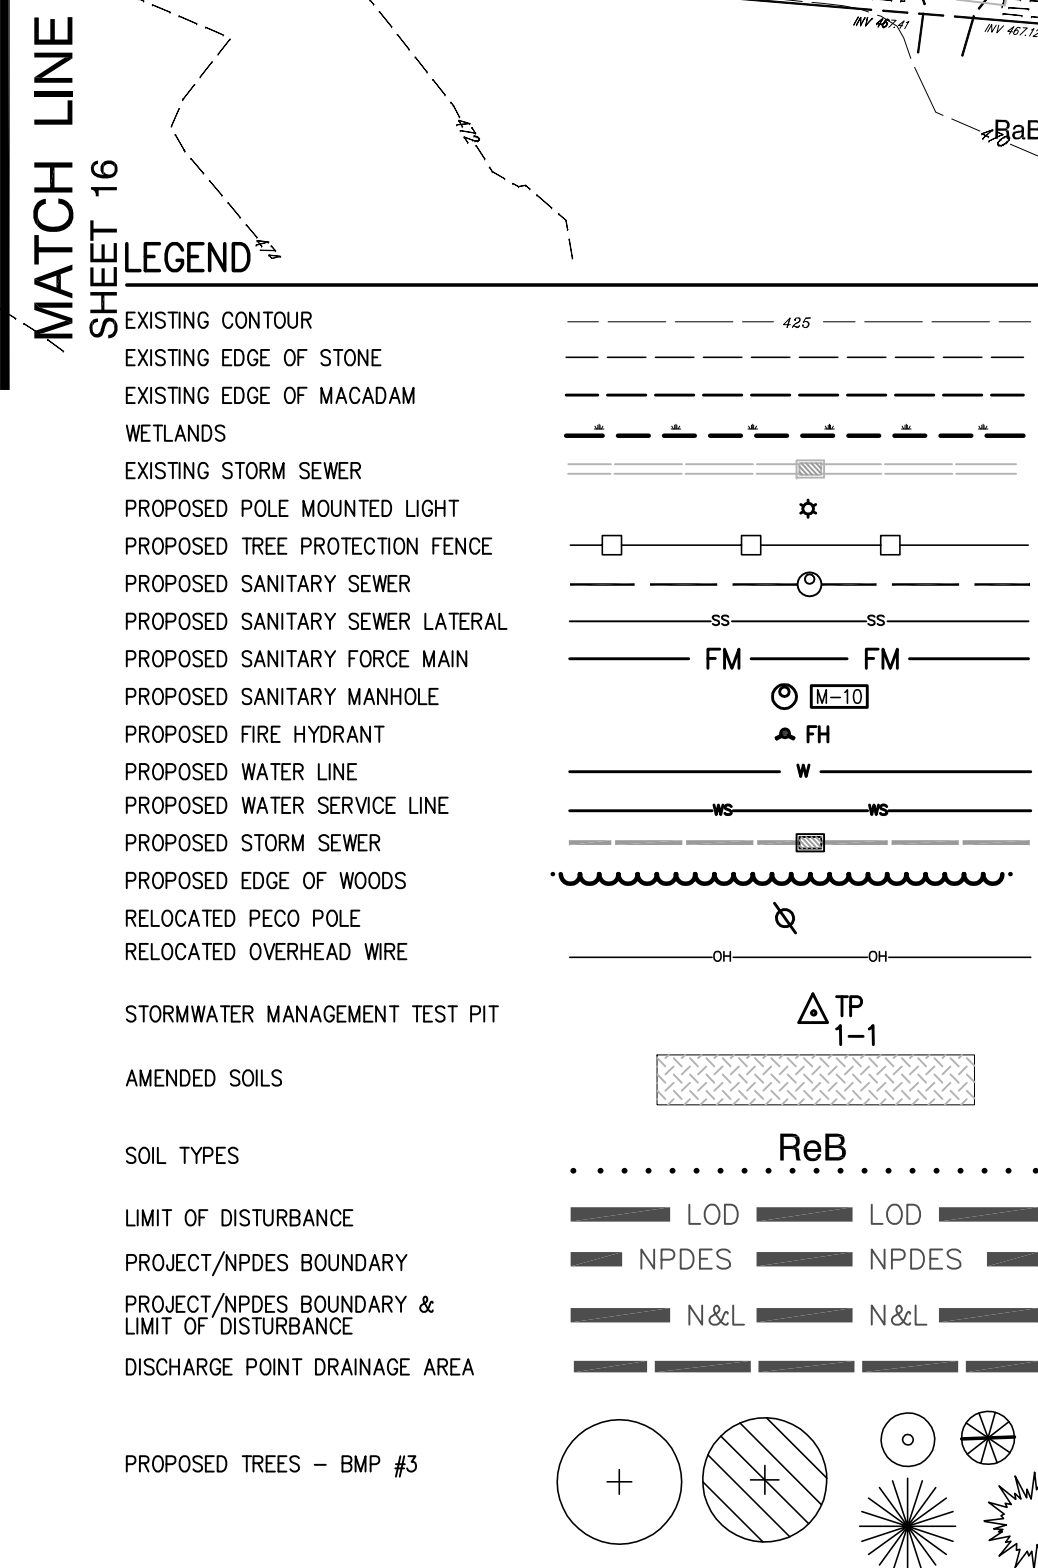 MATCH LINE
SHEET 16
INV 467.41
INV 467.12
472
470
RaB
474
LEGEND
EXISTING CONTOUR 425
EXISTING EDGE OF STONE
EXISTING EDGE OF MACADAM
WETLANDS
EXISTING STORM SEWER
PROPOSED POLE MOUNTED LIGHT
PROPOSED TREE PROTECTION FENCE
PROPOSED SANITARY SEWER
PROPOSED SANITARY SEWER LATERAL SS SS
PROPOSED SANITARY FORCE MAIN FM FM
PROPOSED SANITARY MANHOLE M-10
PROPOSED FIRE HYDRANT FH
PROPOSED WATER LINE W
PROPOSED WATER SERVICE LINE WS WS
PROPOSED STORM SEWER
PROPOSED EDGE OF WOODS
RELOCATED PECO POLE
RELOCATED OVERHEAD WIRE OH OH
STORMWATER MANAGEMENT TEST PIT TP
1-1
AMENDED SOILS
SOIL TYPES ReB
LIMIT OF DISTURBANCE LOD LOD
PROJECT/NPDES BOUNDARY NPDES NPDES
PROJECT/NPDES BOUNDARY &
LIMIT OF DISTURBANCE N&L N&L
DISCHARGE POINT DRAINAGE AREA
PROPOSED TREES - BMP #3